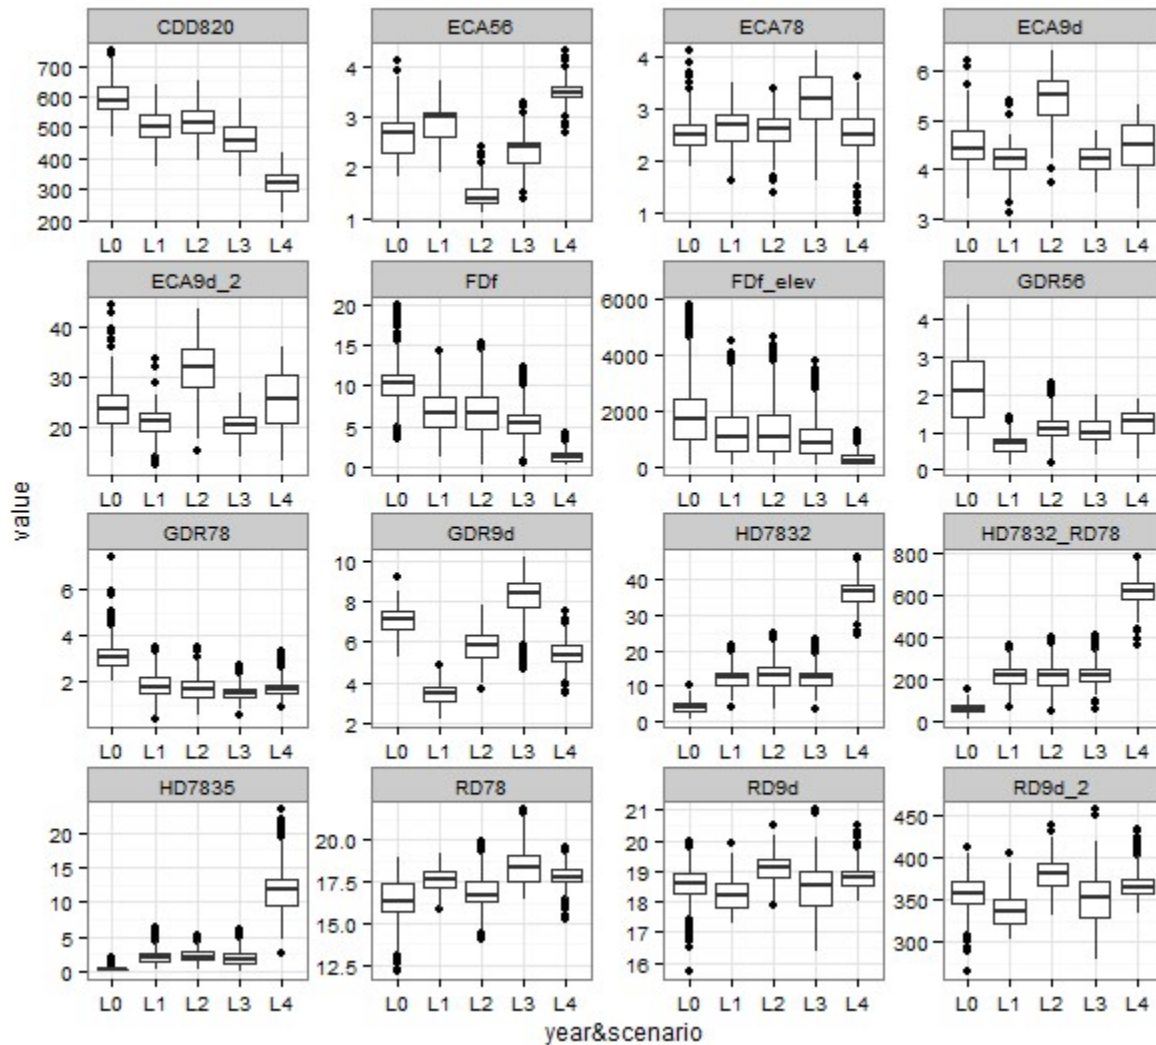 CDD820 ECA56 ECA78 ECA9d
700 600 500 400 300 200
4 3 2 1
4 3 2 1
6 5 4 3
L0 L1 L2 L3 L4 L0 L1 L2 L3 L4 L0 L1 L2 L3 L4 L0 L1 L2 L3 L4
ECA9d_2 FDf FDf_elev GDR56
40 30 20
20 15 10 5 0
6000 4000 2000 0
4 3 2 1 0
L0 L1 L2 L3 L4 L0 L1 L2 L3 L4 L0 L1 L2 L3 L4 L0 L1 L2 L3 L4
value
GDR78 GDR9d HD7832 HD7832_RD78
6 4 2
10 8 6 4 2
40 30 20 10 0
800 600 400 200 0
L0 L1 L2 L3 L4 L0 L1 L2 L3 L4 L0 L1 L2 L3 L4 L0 L1 L2 L3 L4
HD7835 RD78 RD9d RD9d_2
20 15 10 5 0
20.0 17.5 15.0 12.5
21 20 19 18 17 16
450 400 350 300
L0 L1 L2 L3 L4 L0 L1 L2 L3 L4 L0 L1 L2 L3 L4 L0 L1 L2 L3 L4
year&scenario